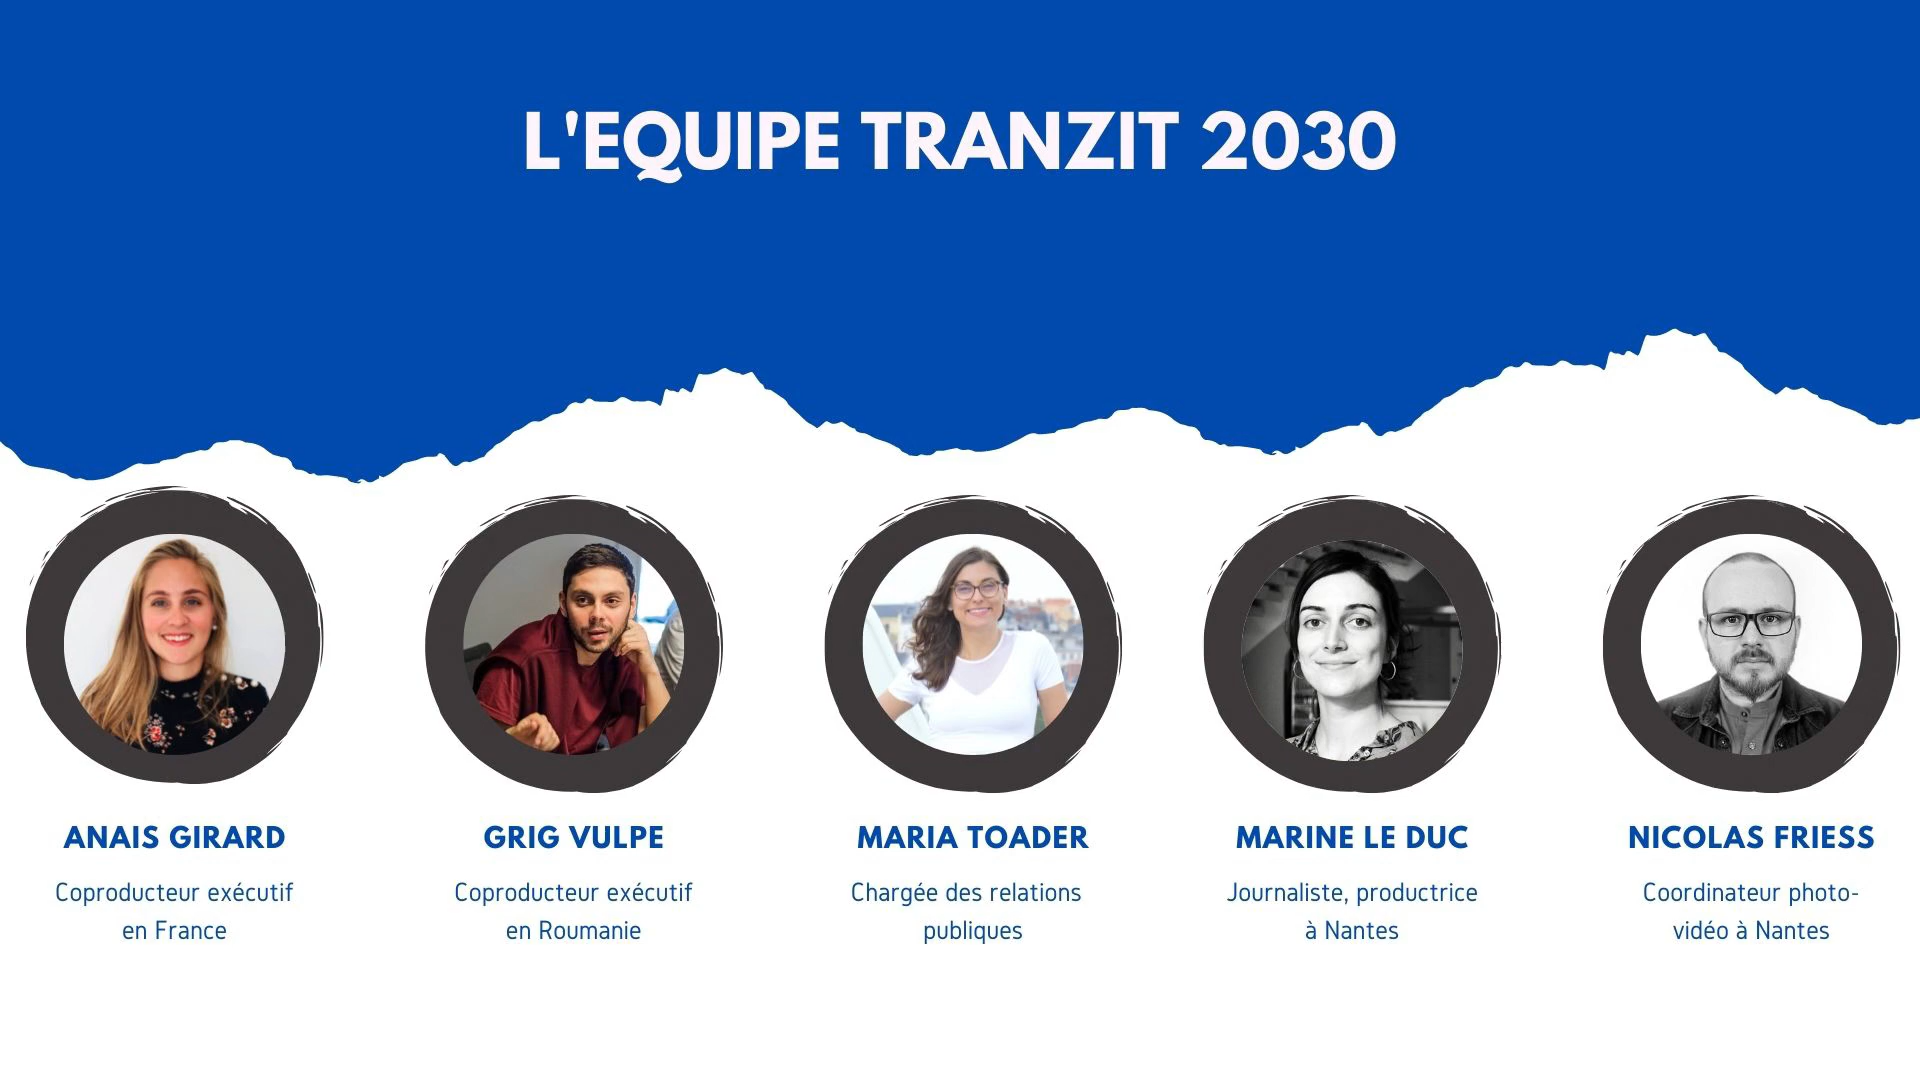 L'EQUIPE TRANZIT 2030
ANAIS GIRARD
Coproducteur exécutif
en France
GRIG VULPE
Coproducteur exécutif
en Roumanie
MARIA TOADER
Chargée des relations
publiques
MARINE LE DUC
Journaliste, productrice
à Nantes
NICOLAS FRIESS
Coordinateur photo-
vidéo à Nantes